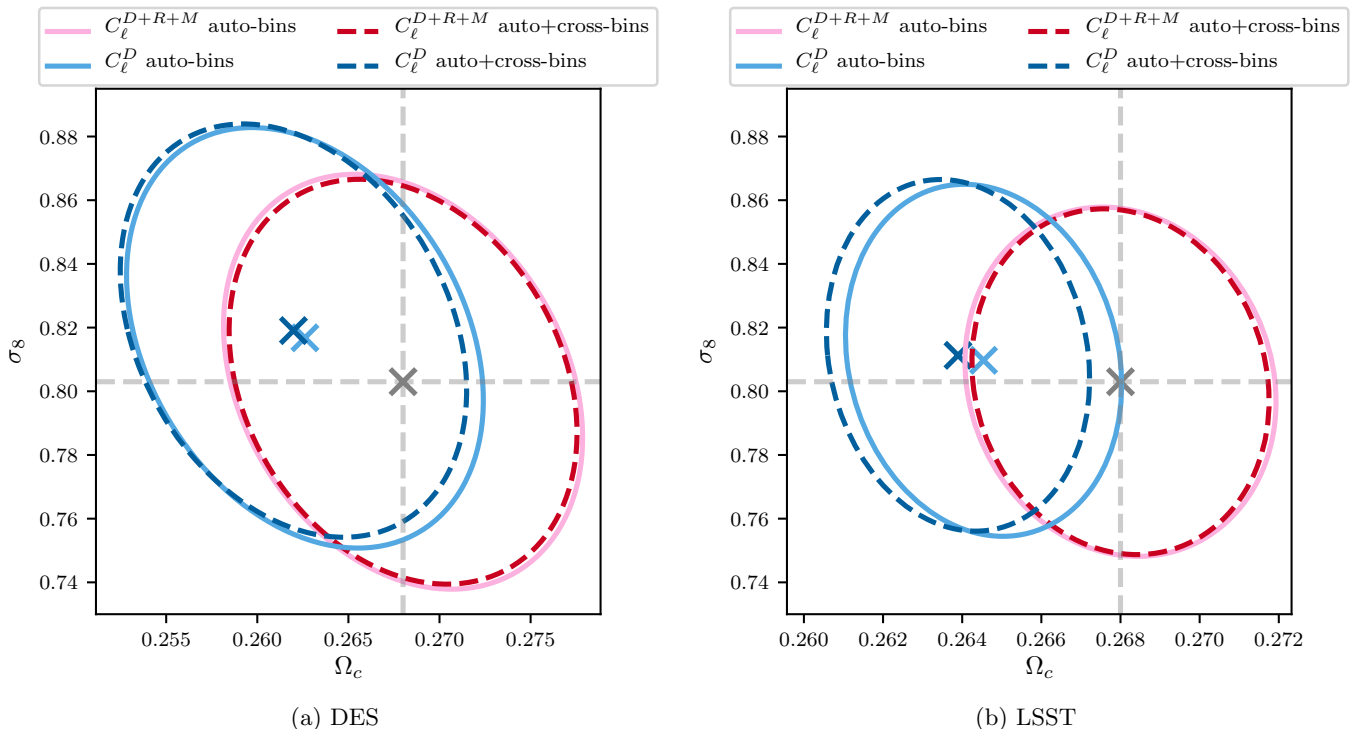 C_ℓ^{D+R+M} auto-bins C_ℓ^{D+R+M} auto+cross-bins
C_ℓ^D auto-bins C_ℓ^D auto+cross-bins
0.88
0.86
0.84
0.82
0.80
0.78
0.76
0.74
σ_8
0.255 0.260 0.265 0.270 0.275
Ω_c
(a) DES
C_ℓ^{D+R+M} auto-bins C_ℓ^{D+R+M} auto+cross-bins
C_ℓ^D auto-bins C_ℓ^D auto+cross-bins
0.88
0.86
0.84
0.82
0.80
0.78
0.76
0.74
σ_8
0.260 0.262 0.264 0.266 0.268 0.270 0.272
Ω_c
(b) LSST